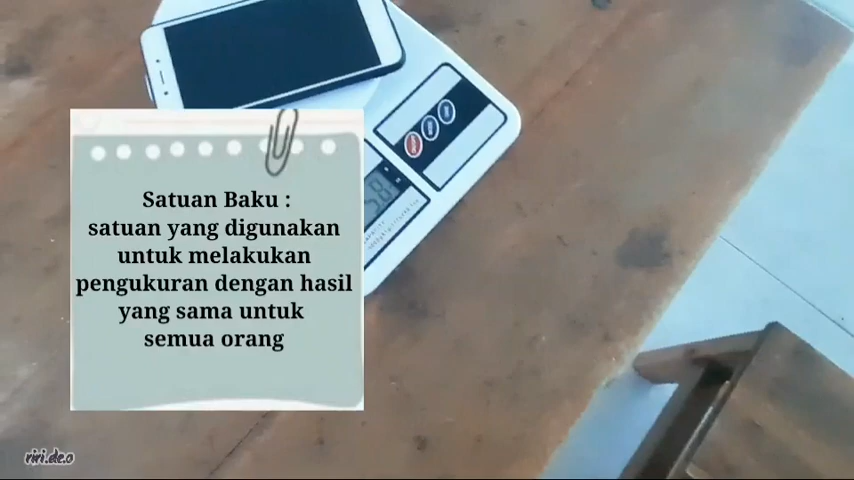 Satuan Baku :
satuan yang digunakan
untuk melakukan
pengukuran dengan hasil
yang sama untuk
semua orang